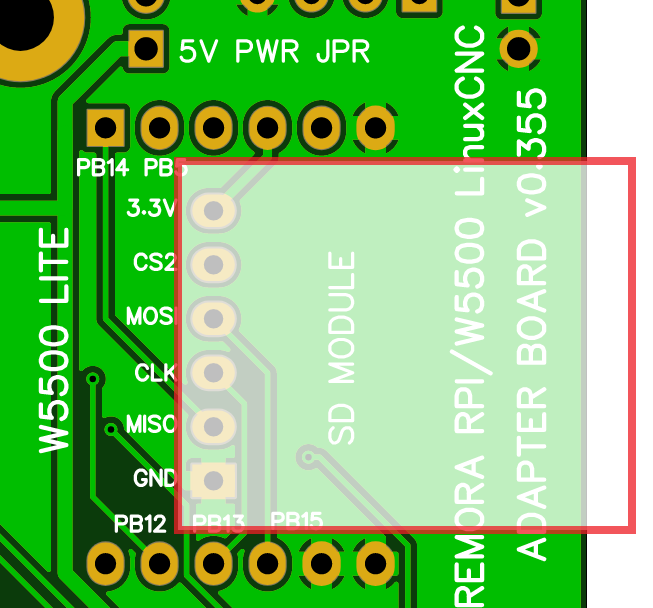 5V PWR JPR
PB14 PB5
3.3V
CS2
MOSI
CLK
MISO
GND
PB12 PB13 PB15
W5500 LITE
SD MODULE
REMORA RPI/W5500 LinuxCNC
ADAPTER BOARD v0.355